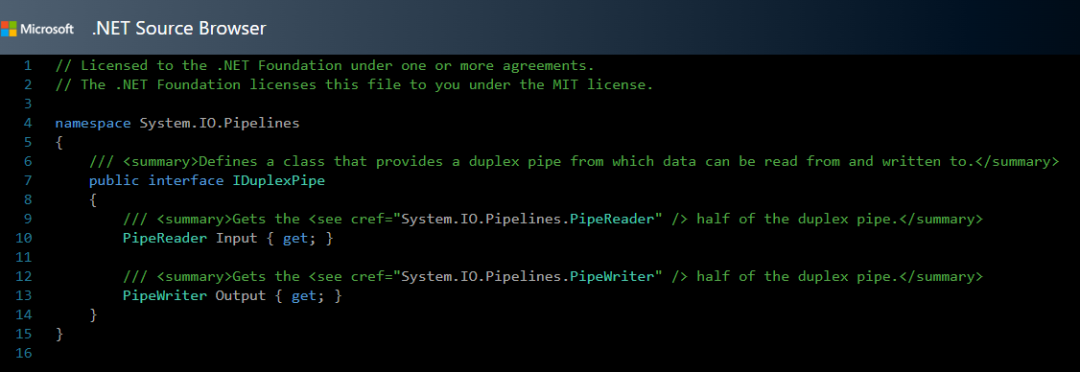 Microsoft .NET Source Browser
1 // Licensed to the .NET Foundation under one or more agreements.
2 // The .NET Foundation licenses this file to you under the MIT license.
3
4 namespace System.IO.Pipelines
5 {
6     /// <summary>Defines a class that provides a duplex pipe from which data can be read from and written to.</summary>
7     public interface IDuplexPipe
8     {
9         /// <summary>Gets the <see cref="System.IO.Pipelines.PipeReader" /> half of the duplex pipe.</summary>
10         PipeReader Input { get; }
11
12         /// <summary>Gets the <see cref="System.IO.Pipelines.PipeWriter" /> half of the duplex pipe.</summary>
13         PipeWriter Output { get; }
14     }
15 }
16